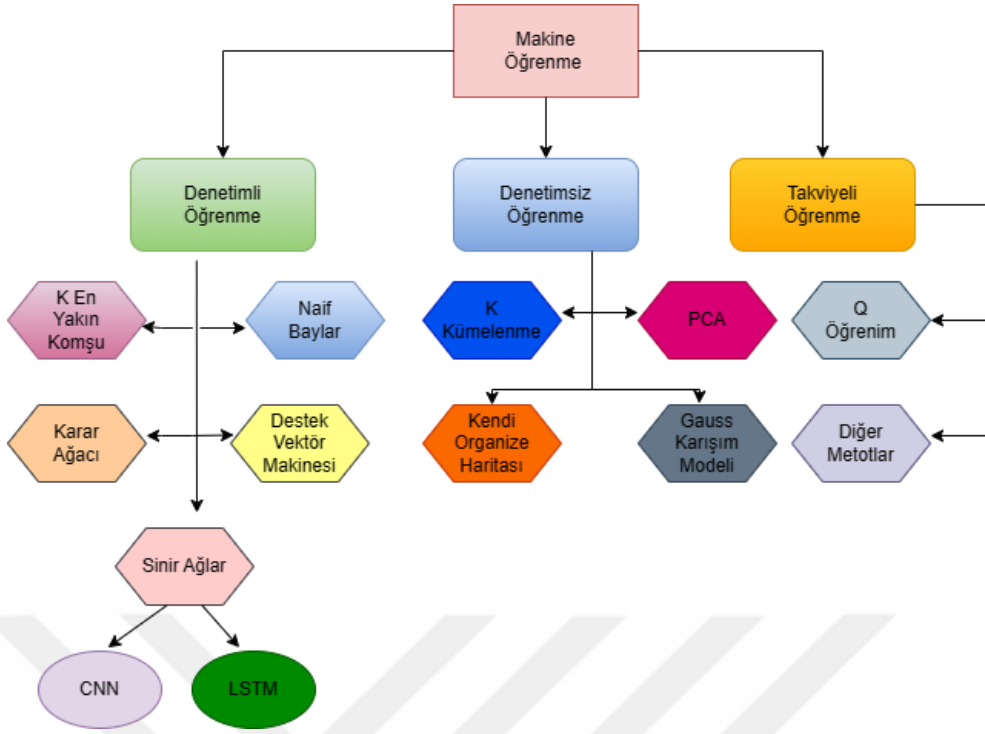 Makine
Öğrenme
Denetimli
Öğrenme
Denetimsiz
Öğrenme
Takviyeli
Öğrenme
K En
Yakın
Komşu
Naif
Baylar
K
Kümelenme
PCA
Q
Öğrenim
Karar
Ağacı
Destek
Vektör
Makinesi
Kendi
Organize
Haritası
Gauss
Karışım
Modeli
Diğer
Metotlar
Sinir Ağlar
CNN
LSTM